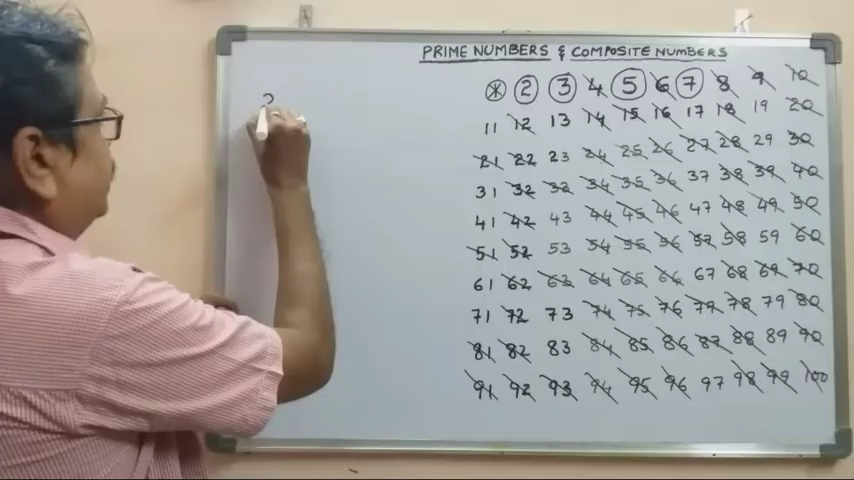 PRIME NUMBERS & COMPOSITE NUMBERS
1 2 3 4 5 6 7 8 9 10
2
11 12 13 14 15 16 17 18 19 20
21 22 23 24 25 26 27 28 29 30
31 32 33 34 35 36 37 38 39 40
41 42 43 44 45 46 47 48 49 50
51 52 53 54 55 56 57 58 59 60
61 62 63 64 65 66 67 68 69 70
71 72 73 74 75 76 77 78 79 80
81 82 83 84 85 86 87 88 89 90
91 92 93 94 95 96 97 98 99 100